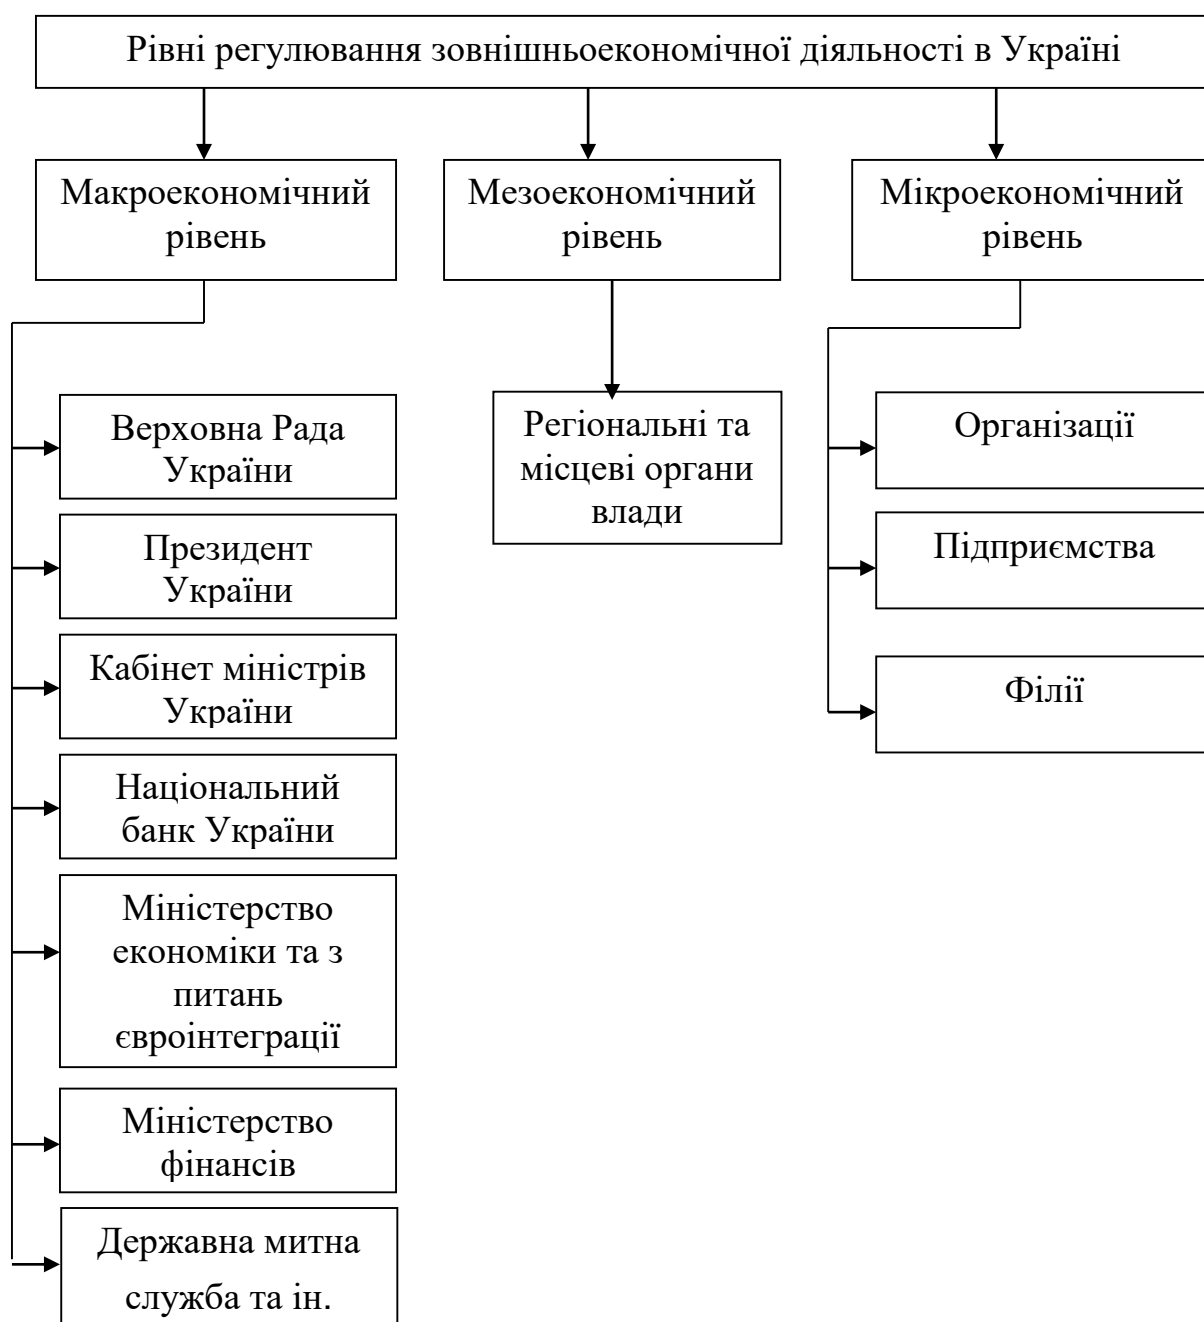 Рівні регулювання зовнішньоекономічної діяльності в Україні
Макроекономічний
рівень
Мезоекономічний
рівень
Мікроекономічний
рівень
Верховна Рада
України
Президент
України
Кабінет міністрів
України
Національний
банк України
Міністерство
економіки та з
питань
євроінтеграції
Міністерство
фінансів
Державна митна
служба та ін.
Регіональні та
місцеві органи
влади
Організації
Підприємства
Філії